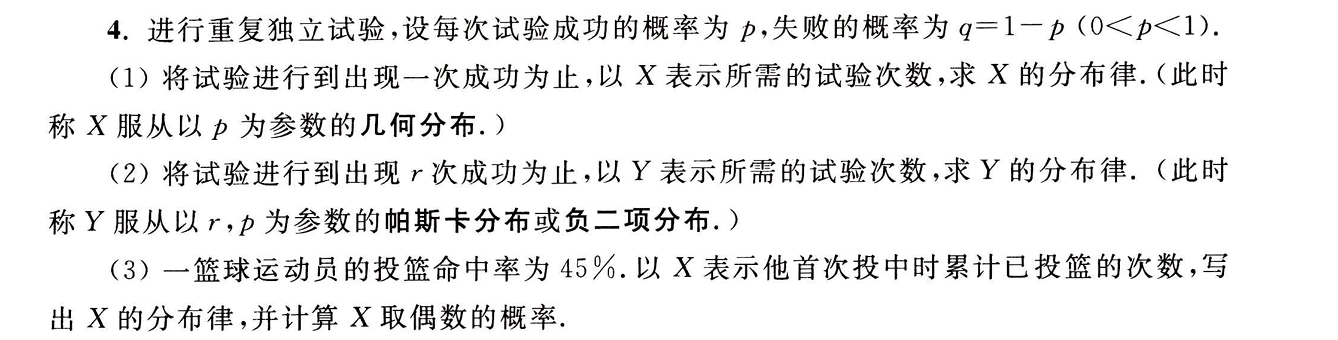 4. 进行重复独立试验,设每次试验成功的概率为 p,失败的概率为 q=1-p (0<p<1).
(1) 将试验进行到出现一次成功为止,以 X 表示所需的试验次数,求 X 的分布律.(此时
称 X 服从以 p 为参数的几何分布.)
(2) 将试验进行到出现 r 次成功为止,以 Y 表示所需的试验次数,求 Y 的分布律.(此时
称 Y 服从以 r,p 为参数的帕斯卡分布或负二项分布.)
(3) 一篮球运动员的投篮命中率为 45%.以 X 表示他首次投中时累计已投篮的次数,写
出 X 的分布律,并计算 X 取偶数的概率.